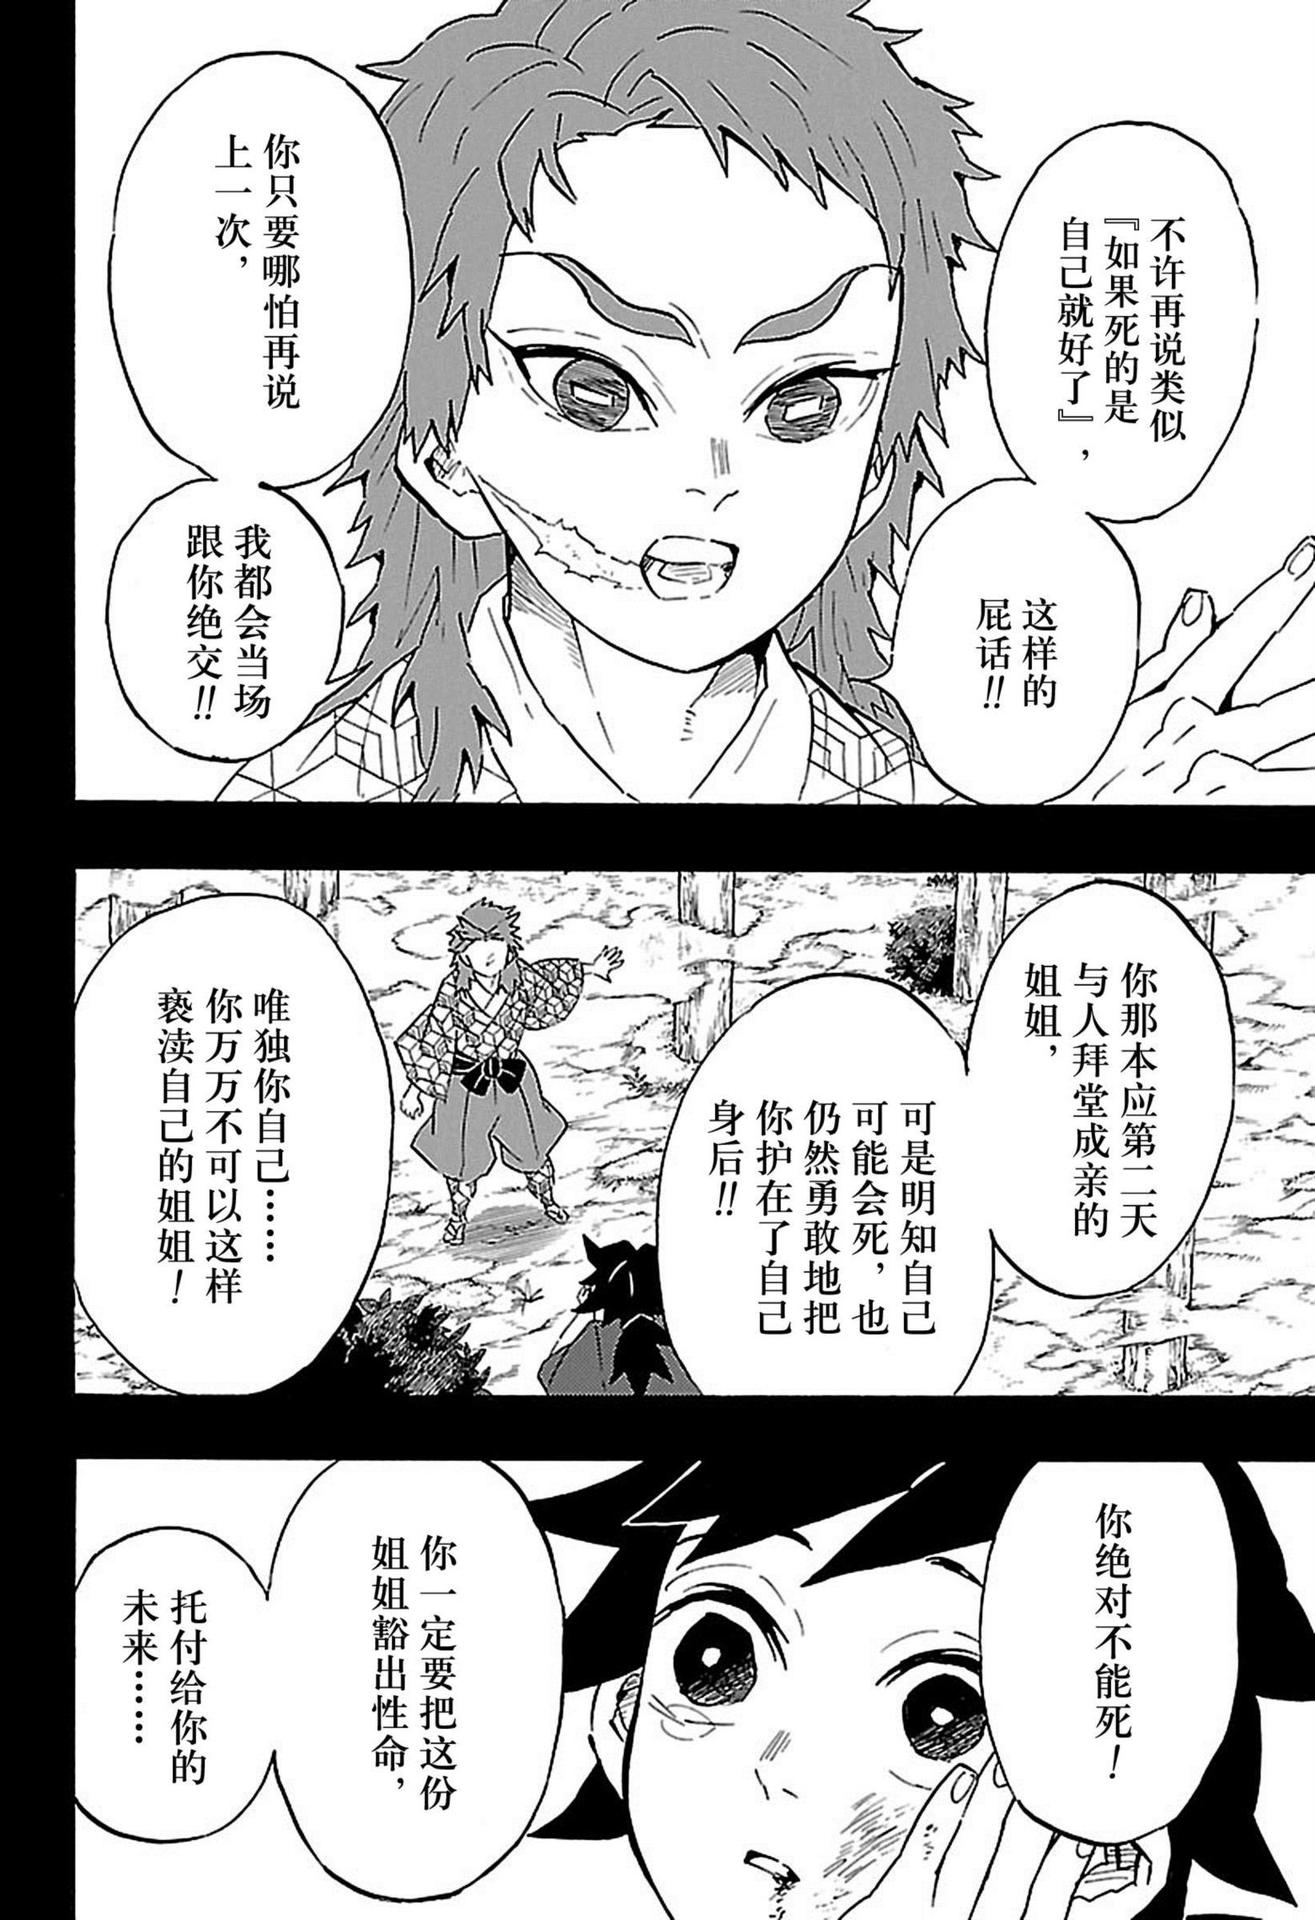 不许再说类似
『如果死的是
自己就好了』，
这样的
屁话!!
你只要哪怕再说
上一次，
我都会当场
跟你绝交!!
你那本应第二天
与人拜堂成亲的
姐姐，
可是明知自己
可能会死，也
仍然勇敢地把
你护在了自己
身后!!
唯独你自己……
你万万不可以这样
亵渎自己的姐姐！
你绝对不能死！
你一定要把这份
姐姐豁出性命，
托付给你的
未来……